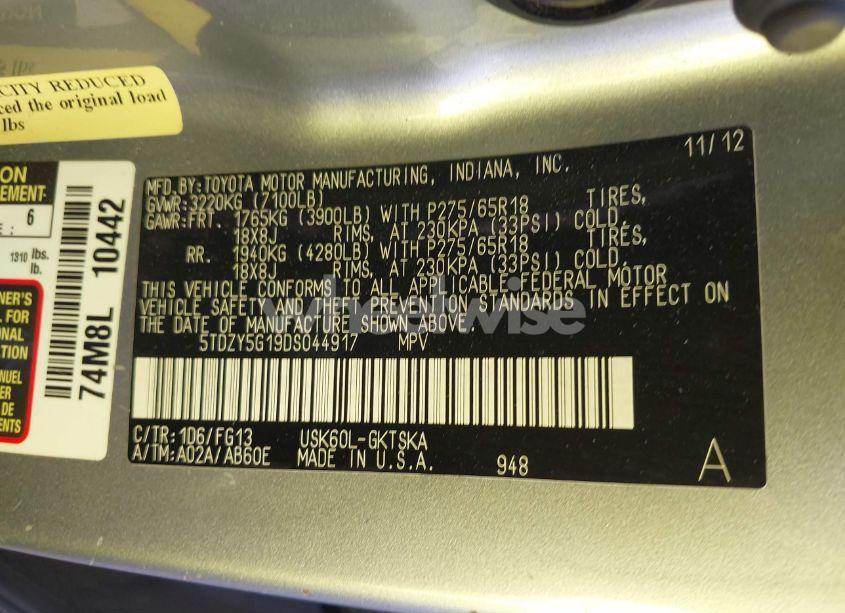 CITY REDUCED
ced the original load
lbs
ON
EMENT
E : 6
1310 lbs.
lb.
NER'S
L FOR
ONAL
TION
NUEL
ER
DE
ENTS
74M8L 10442
11/12
MFD.BY:TOYOTA MOTOR MANUFACTURING, INDIANA, INC.
GVWR:3220KG (7100LB)
GAWR:FRT. 1765KG (3900LB) WITH P275/65R18 TIRES,
18X8J RIMS, AT 230KPA (33PSI) COLD,
RR. 1940KG (4280LB) WITH P275/65R18 TIRES,
18X8J RIMS, AT 230KPA (33PSI) COLD.
THIS VEHICLE CONFORMS TO ALL APPLICABLE FEDERAL MOTOR
VEHICLE SAFETY AND THEFT PREVENTION STANDARDS IN EFFECT ON
THE DATE OF MANUFACTURE SHOWN ABOVE.
5TDZY5G19DS044917 MPV
wheelwise
C/TR: 1D6/FG13 USK60L-GKTSKA
A/TM: A02A/AB60E MADE IN U.S.A. 948 A